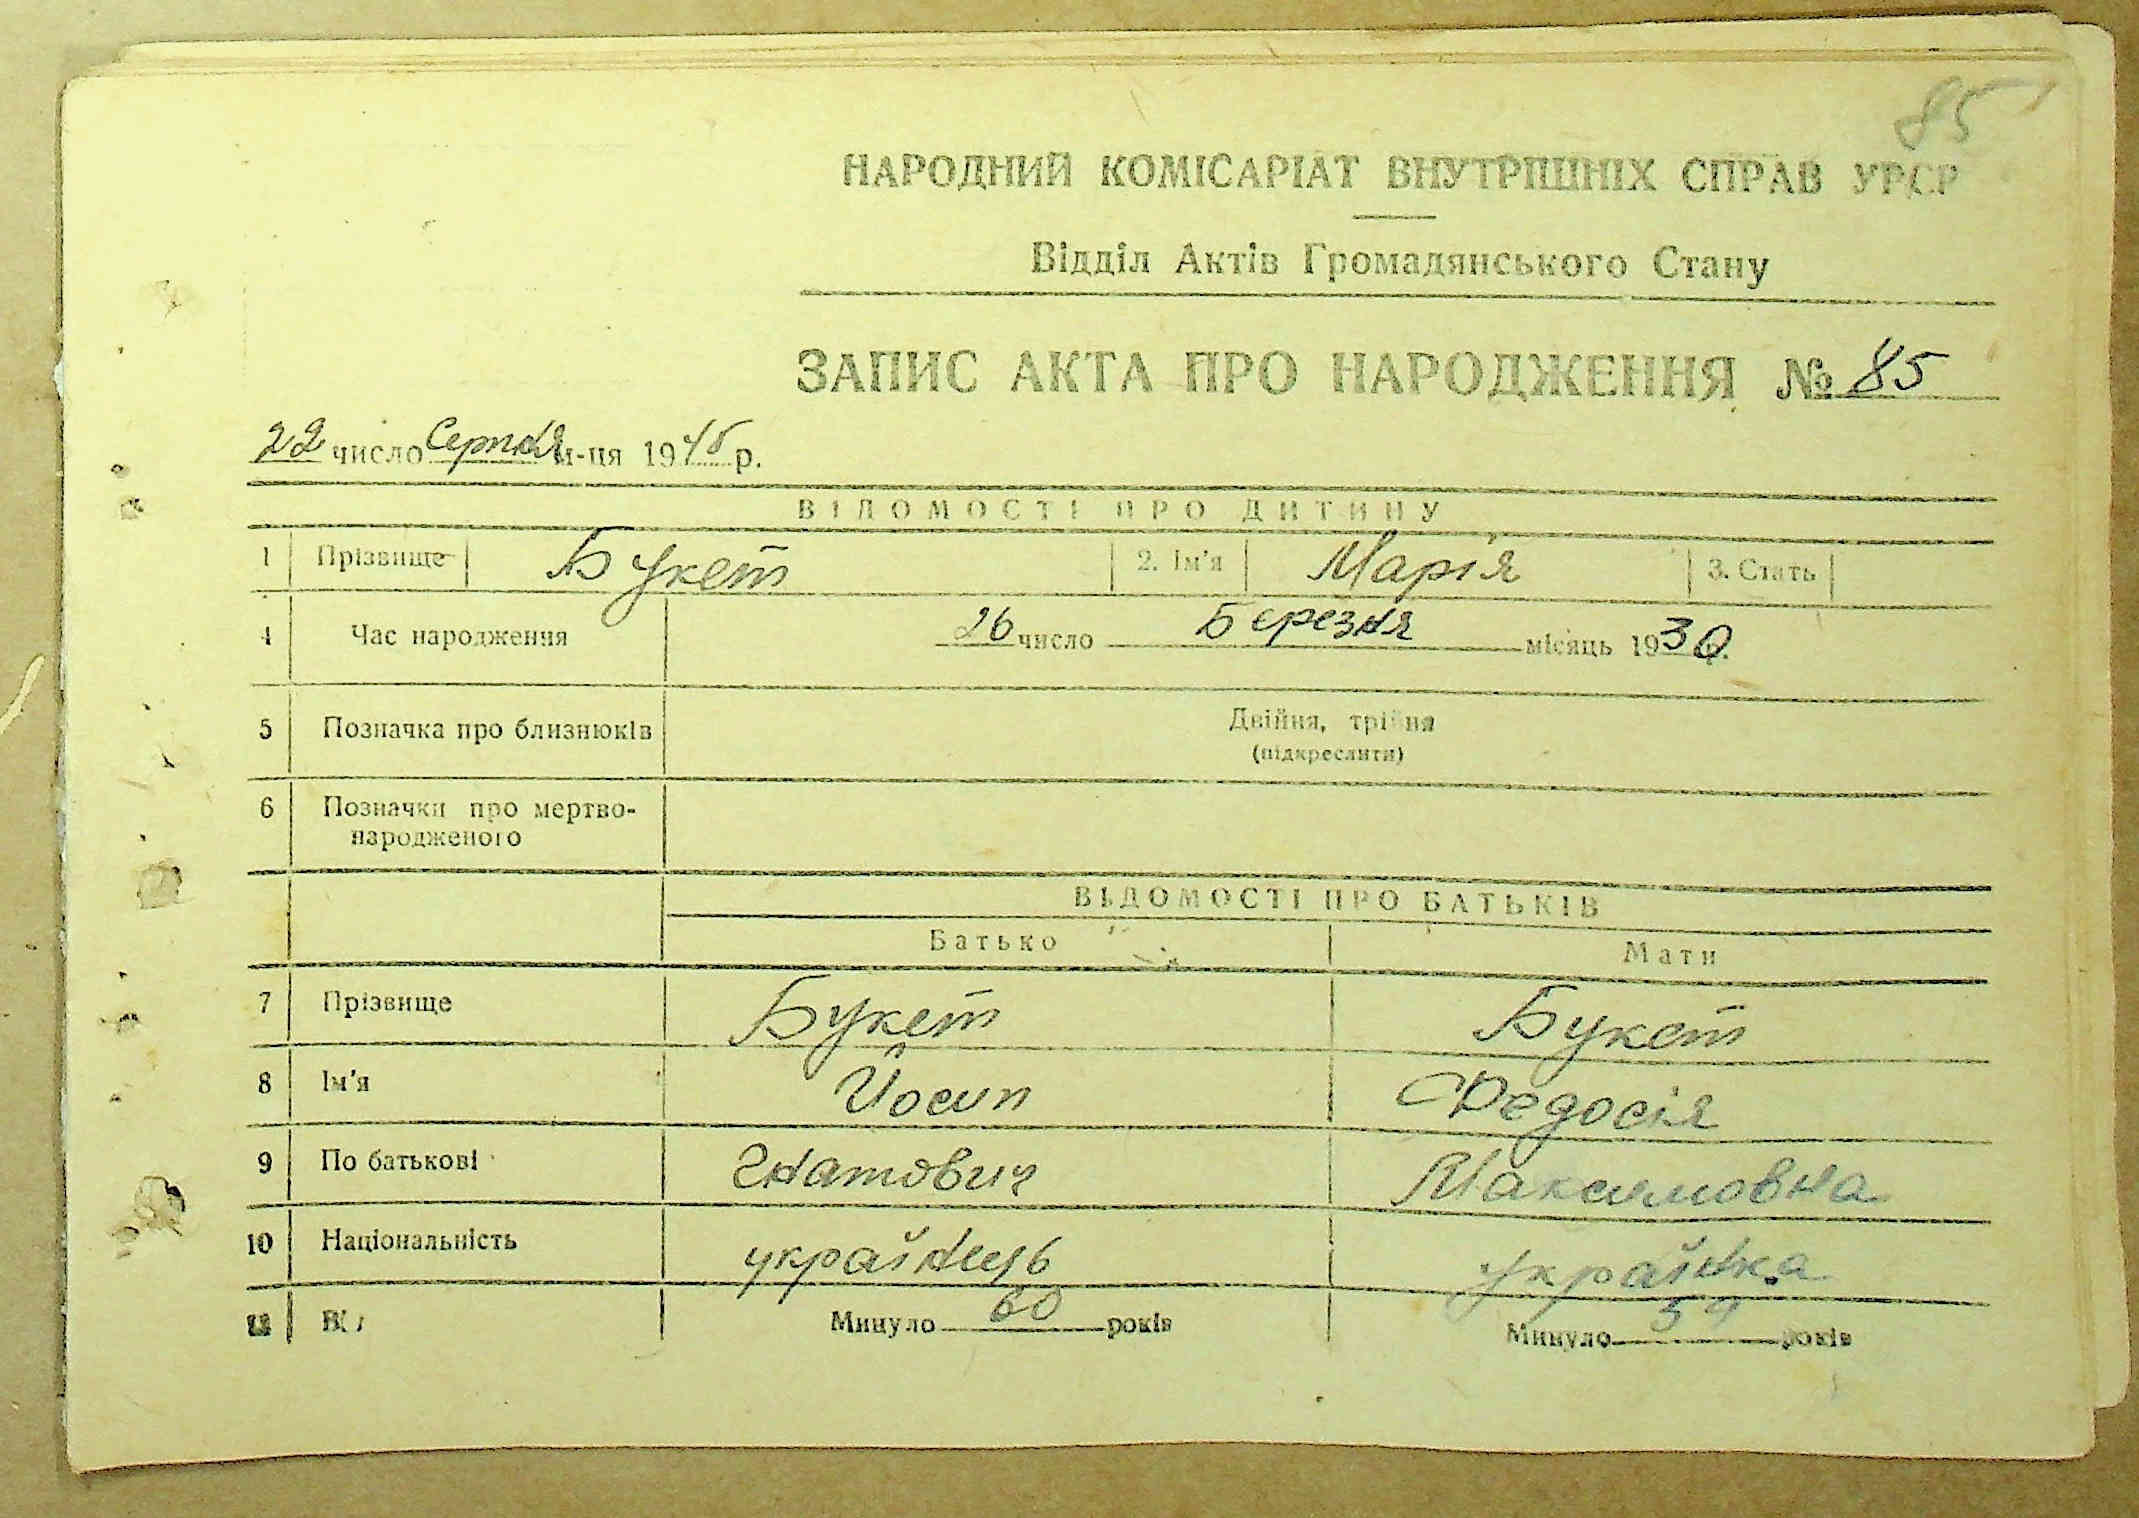 85
НАРОДНИЙ КОМІСАРІАТ ВНУТРІШНІХ СПРАВ УРСР
Відділ Актів Громадянського Стану
ЗАПИС АКТА ПРО НАРОДЖЕННЯ № 85
22 число Серпня м-ця 1945 р.
ВІДОМОСТІ ПРО ДИТИНУ
1 Прізвище Букет 2. Ім'я Марія 3. Стать
4 Час народження 26 число Березня місяць 1930 р.
5 Позначка про близнюків Двійня, трійня
(підкреслити)
6 Позначки про мертво-
народженого
ВІДОМОСТІ ПРО БАТЬКІВ
Батько Мати
7 Прізвище Букет Букет
8 Ім'я Йосип Федосія
9 По батькові Гнатович Максимовна
10 Національність українець українка
11 Вік Минуло 60 років Минуло 59 років